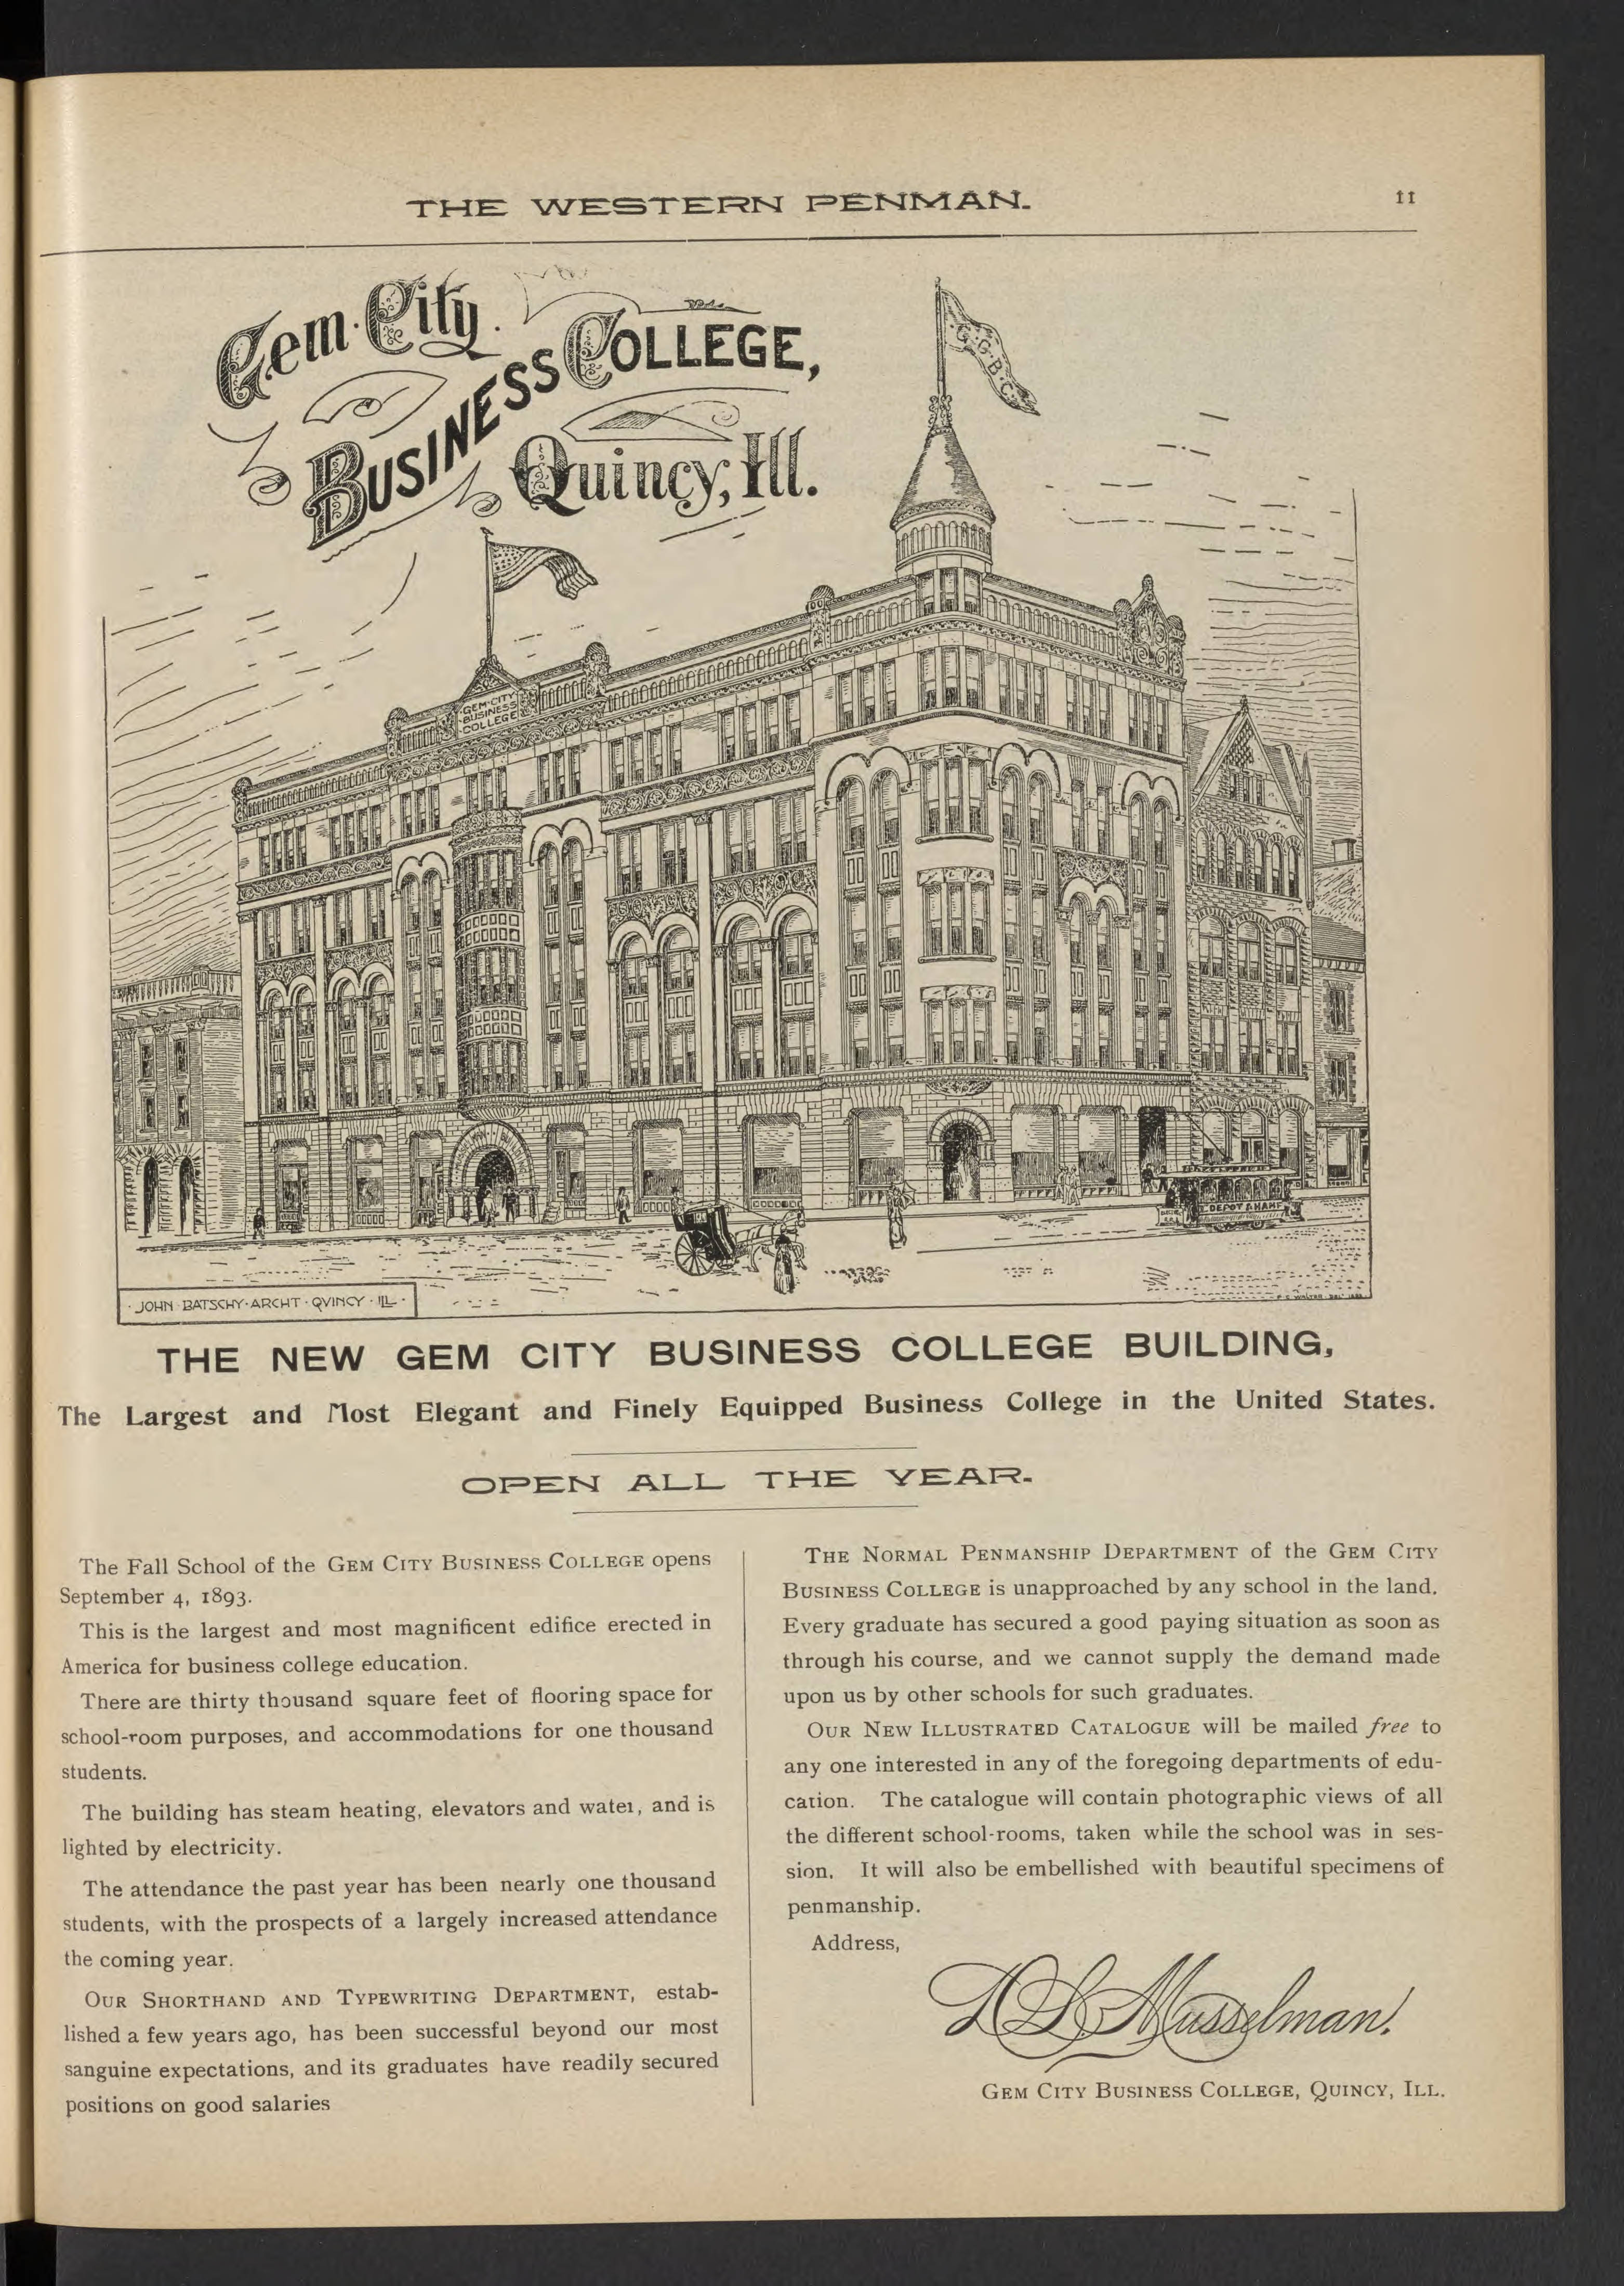 THE WESTERN PENMAN.
11
Gem City
BUSINESS COLLEGE,
Quincy, Ill.
G.C.B.C.
GEM·CITY
BUSINESS
COLLEGE
DEPOT & HAMP
·JOHN BATSCHY·ARCHT·QVINCY·ILL·
THE NEW GEM CITY BUSINESS COLLEGE BUILDING,
The Largest and Most Elegant and Finely Equipped Business College in the United States.
OPEN ALL THE YEAR.
The Fall School of the GEM CITY BUSINESS COLLEGE opens
September 4, 1893.
This is the largest and most magnificent edifice erected in
America for business college education.
There are thirty thousand square feet of flooring space for
school-room purposes, and accommodations for one thousand
students.
The building has steam heating, elevators and water, and is
lighted by electricity.
The attendance the past year has been nearly one thousand
students, with the prospects of a largely increased attendance
the coming year.
OUR SHORTHAND AND TYPEWRITING DEPARTMENT, estab-
lished a few years ago, has been successful beyond our most
sanguine expectations, and its graduates have readily secured
positions on good salaries
THE NORMAL PENMANSHIP DEPARTMENT of the GEM CITY
BUSINESS COLLEGE is unapproached by any school in the land.
Every graduate has secured a good paying situation as soon as
through his course, and we cannot supply the demand made
upon us by other schools for such graduates.
OUR NEW ILLUSTRATED CATALOGUE will be mailed free to
any one interested in any of the foregoing departments of edu-
cation. The catalogue will contain photographic views of all
the different school-rooms, taken while the school was in ses-
sion. It will also be embellished with beautiful specimens of
penmanship.
Address,
D L Musselman.
GEM CITY BUSINESS COLLEGE, QUINCY, ILL.